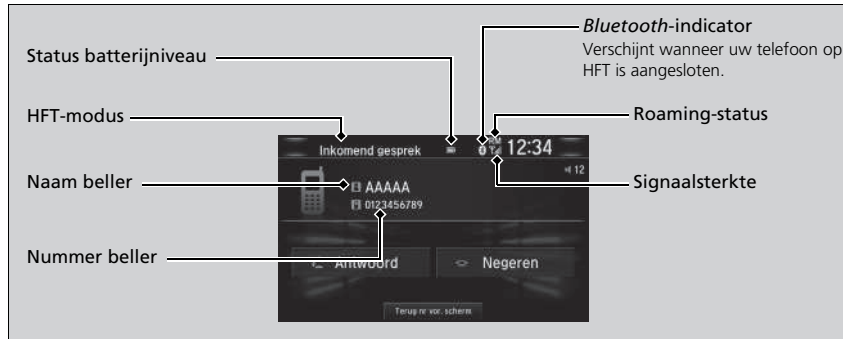 Bluetooth-indicator
Verschijnt wanneer uw telefoon op
HFT is aangesloten.
Status batterijniveau
HFT-modus
Roaming-status
Inkomend gesprek
12:34
12
Naam beller
AAAAA
Signaalsterkte
0123456789
Nummer beller
Antwoord
Negeren
Terug nr vor. scherm